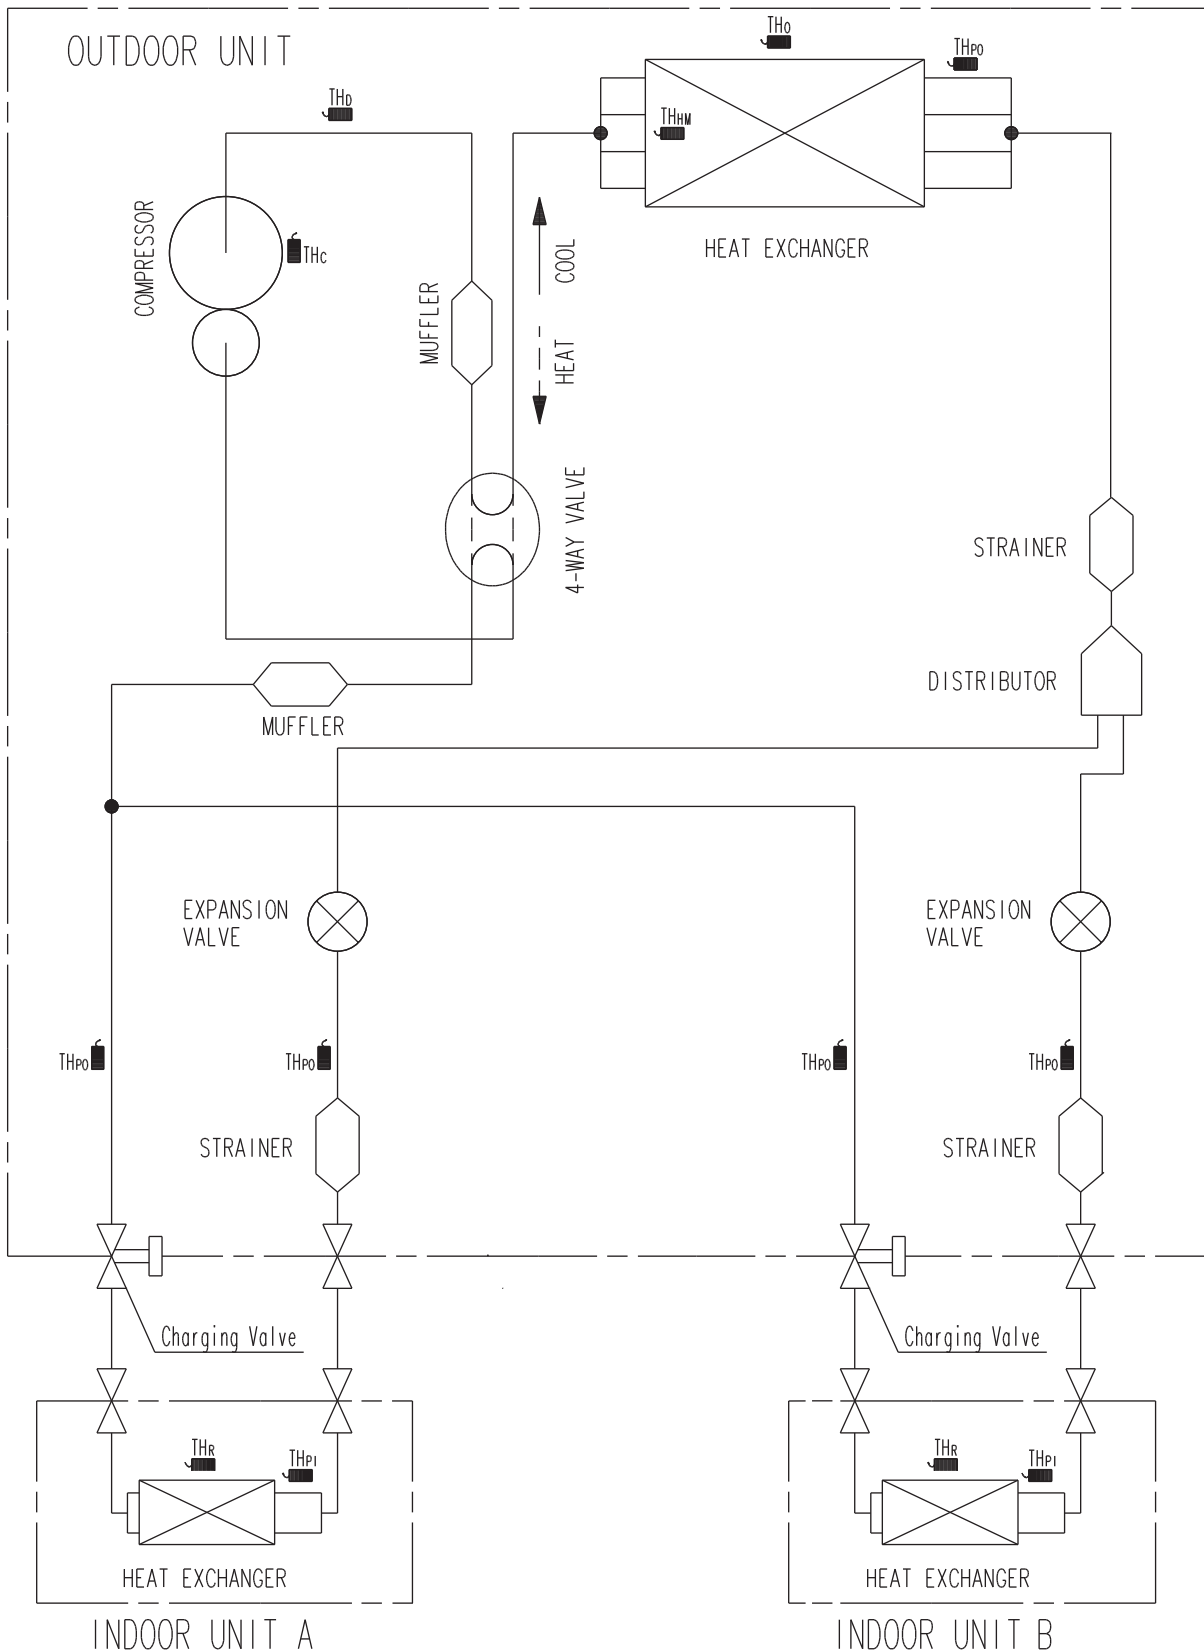 OUTDOOR UNIT
THO
THPO
THD
THHM
COMPRESSOR
THC
HEAT EXCHANGER
COOL
MUFFLER
HEAT
4-WAY VALVE
STRAINER
DISTRIBUTOR
MUFFLER
EXPANSION
VALVE
EXPANSION
VALVE
THPO
THPO
THPO
THPO
STRAINER
STRAINER
Charging Valve
Charging Valve
THR
THPI
THR
THPI
HEAT EXCHANGER
HEAT EXCHANGER
INDOOR UNIT A
INDOOR UNIT B